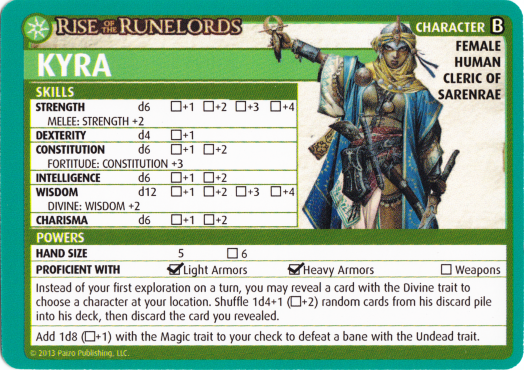 RISE OF THE RUNELORDS
CHARACTER B
KYRA
FEMALE
HUMAN
CLERIC OF
SARENRAE
SKILLS
STRENGTH d6 ☐+1 ☐+2 ☐+3 ☐+4
MELEE: STRENGTH +2
DEXTERITY d4 ☐+1
CONSTITUTION d6 ☐+1 ☐+2
FORTITUDE: CONSTITUTION +3
INTELLIGENCE d6 ☐+1 ☐+2
WISDOM d12 ☐+1 ☐+2 ☐+3 ☐+4
DIVINE: WISDOM +2
CHARISMA d6 ☐+1 ☐+2
POWERS
HAND SIZE 5 ☐ 6
PROFICIENT WITH ☑Light Armors ☑Heavy Armors ☐ Weapons
Instead of your first exploration on a turn, you may reveal a card with the Divine trait to
choose a character at your location. Shuffle 1d4+1 (☐+2) random cards from his discard pile
into his deck, then discard the card you revealed.
Add 1d8 (☐+1) with the Magic trait to your check to defeat a bane with the Undead trait.
© 2013 Paizo Publishing, LLC.